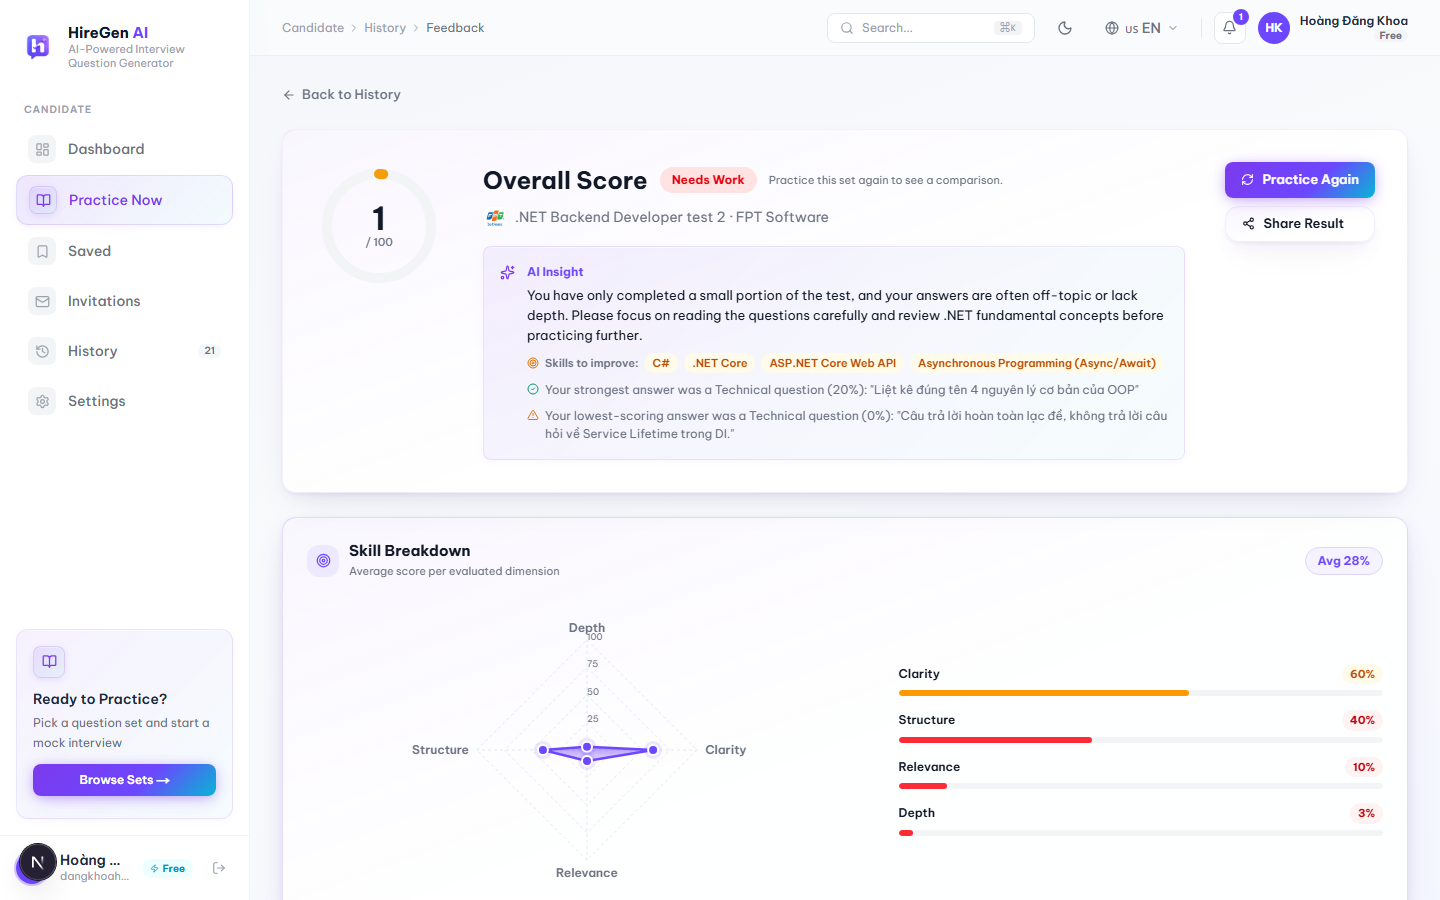 HireGen AI
AI-Powered Interview
Question Generator
CANDIDATE
Dashboard
Practice Now
Saved
Invitations
History
21
Settings
Ready to Practice?
Pick a question set and start a
mock interview
Browse Sets →
N
Hoàng ...
dangkhoah...
Free
Candidate > History > Feedback
Search...
⌘K
US EN
1
HK
Hoàng Đăng Khoa
Free
← Back to History
1
/ 100
Overall Score
Needs Work
Practice this set again to see a comparison.
.NET Backend Developer test 2 · FPT Software
Practice Again
Share Result
AI Insight
You have only completed a small portion of the test, and your answers are often off-topic or lack
depth. Please focus on reading the questions carefully and review .NET fundamental concepts before
practicing further.
Skills to improve: C# .NET Core ASP.NET Core Web API Asynchronous Programming (Async/Await)
Your strongest answer was a Technical question (20%): "Liệt kê đúng tên 4 nguyên lý cơ bản của OOP"
Your lowest-scoring answer was a Technical question (0%): "Câu trả lời hoàn toàn lạc đề, không trả lời câu
hỏi về Service Lifetime trong DI."
Skill Breakdown
Average score per evaluated dimension
Avg 28%
Depth
100
75
50
25
Structure
Clarity
Relevance
Clarity
60%
Structure
40%
Relevance
10%
Depth
3%